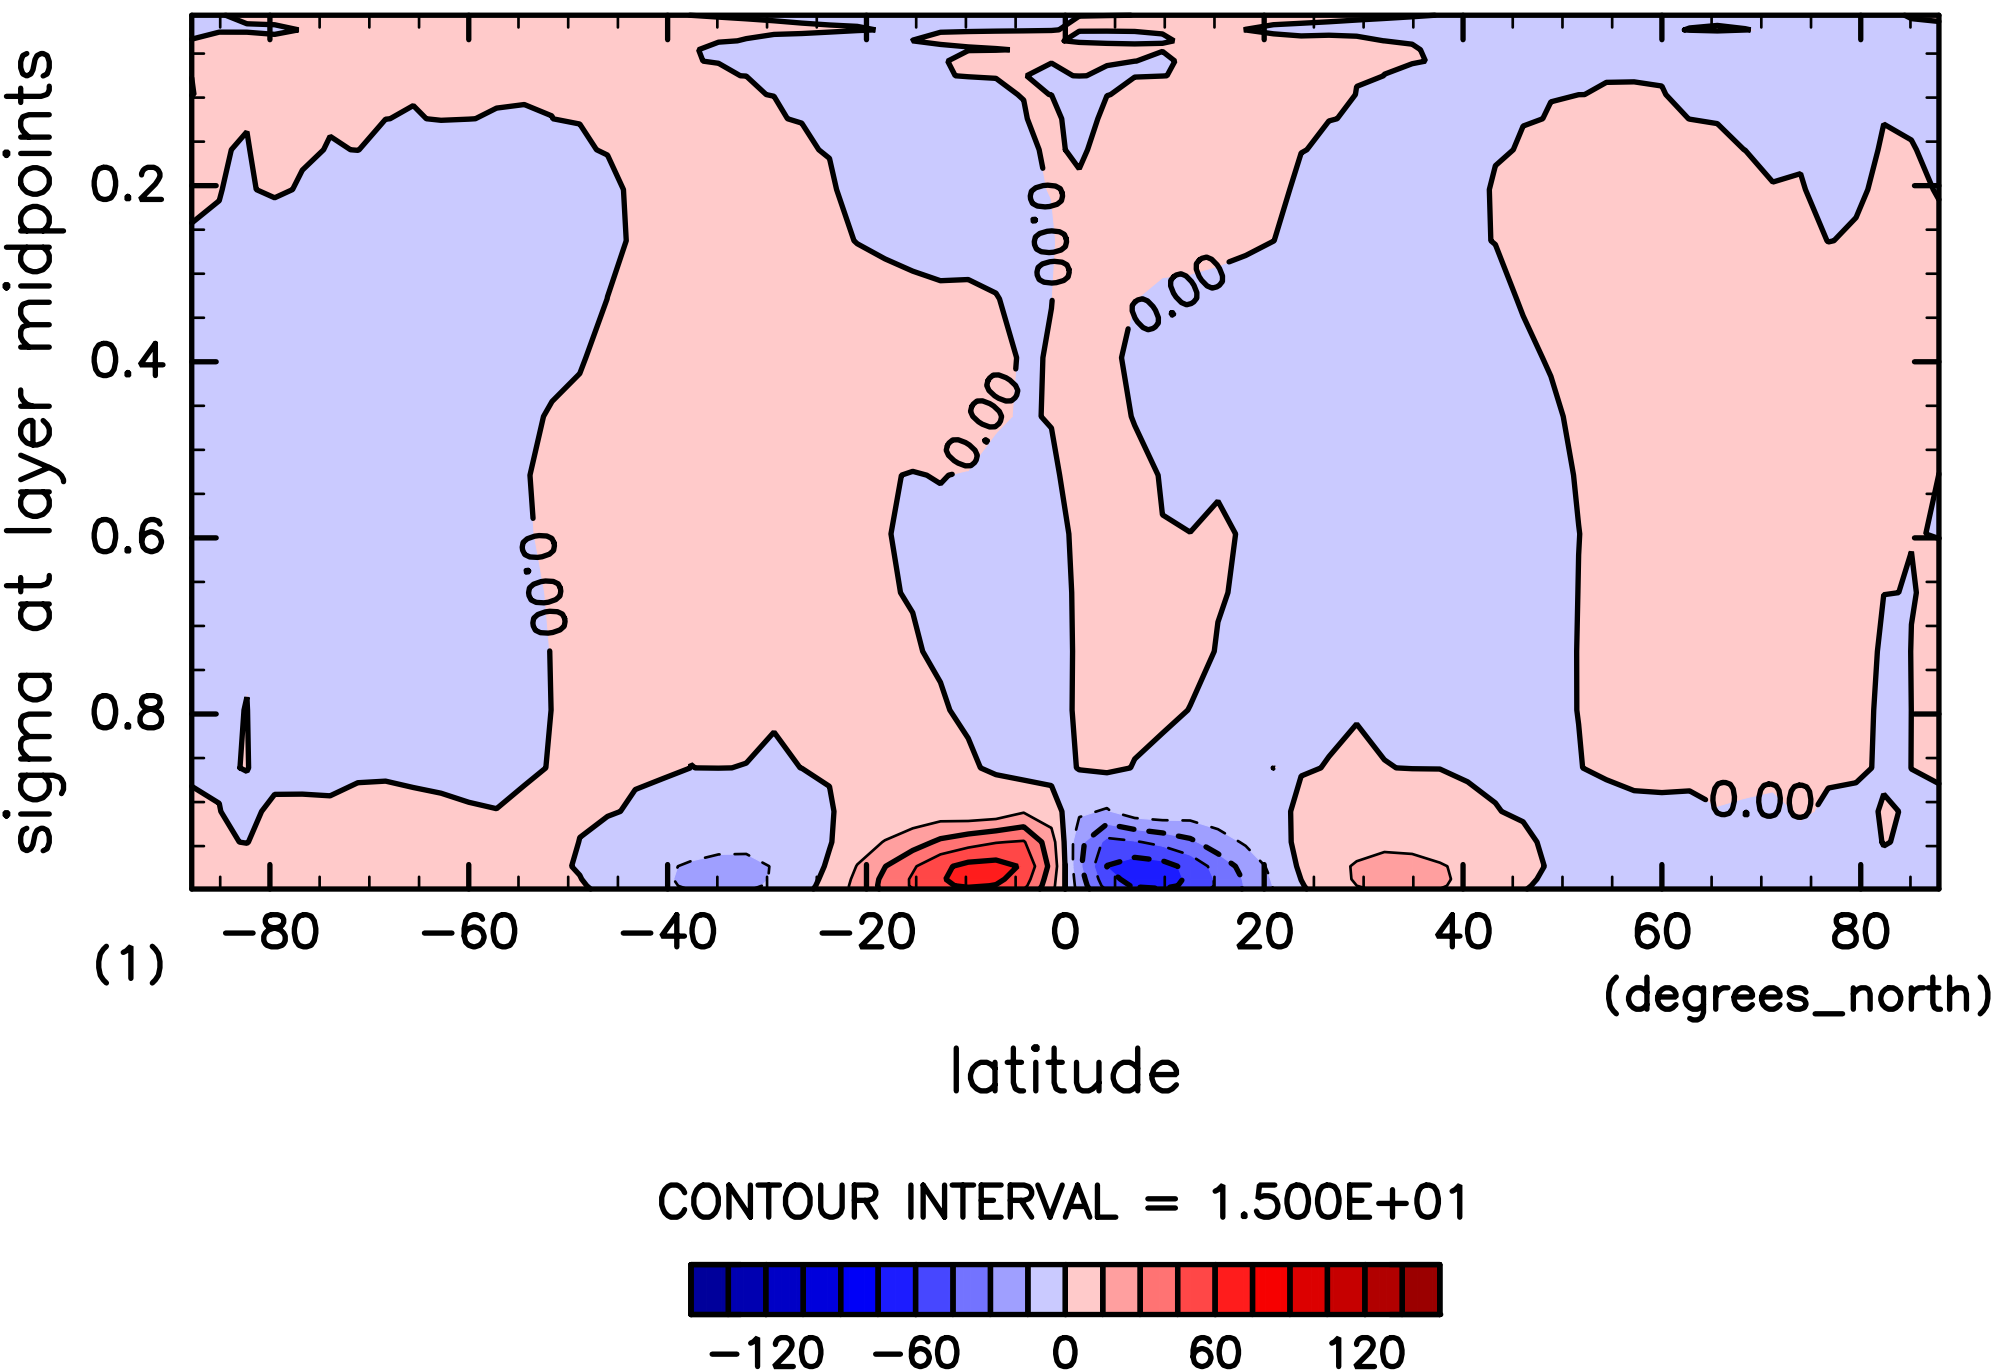 sigma at layer midpoints
0.2
0.4
0.6
0.8
0.00
0.00
0.00
0.00
0.00
−80 −60 −40 −20 0 20 40 60 80
(1)
(degrees_north)
latitude
CONTOUR INTERVAL = 1.500E+01
−120 −60 0 60 120